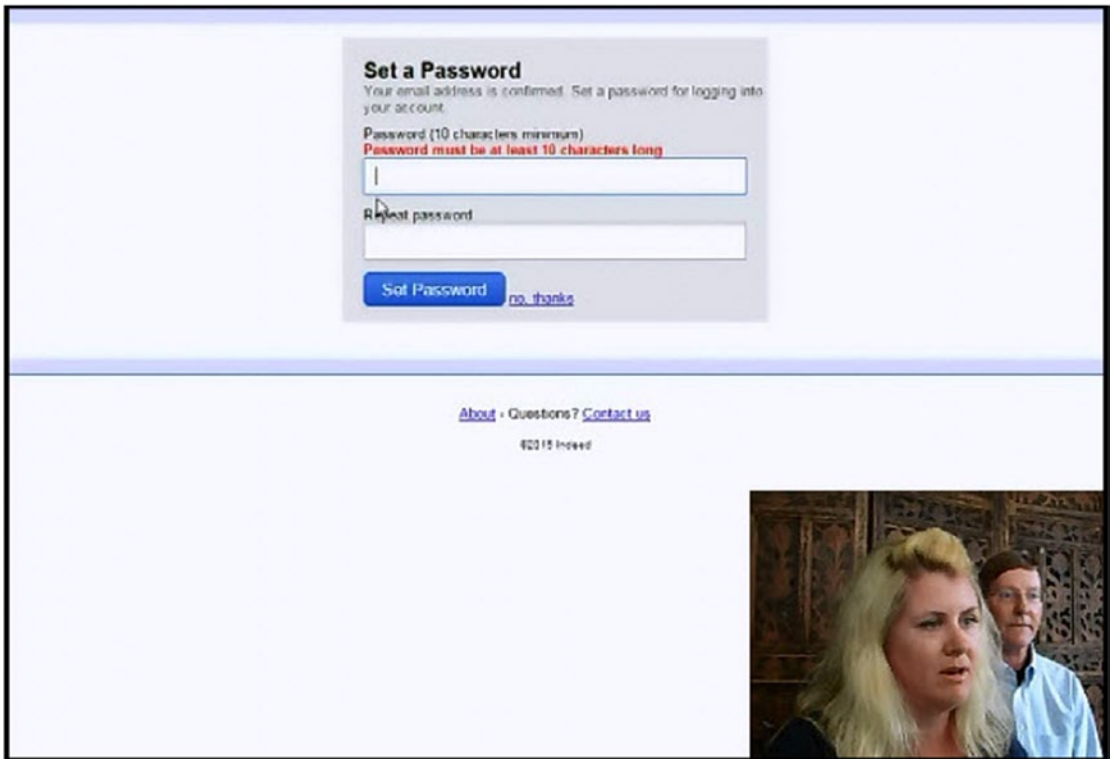 Set a Password
Your email address is confirmed. Set a password for logging into
your account.
Password (10 characters minimum)
Password must be at least 10 characters long
Repeat password
Set Password no, thanks
About - Questions? Contact us
©2015 Indeed